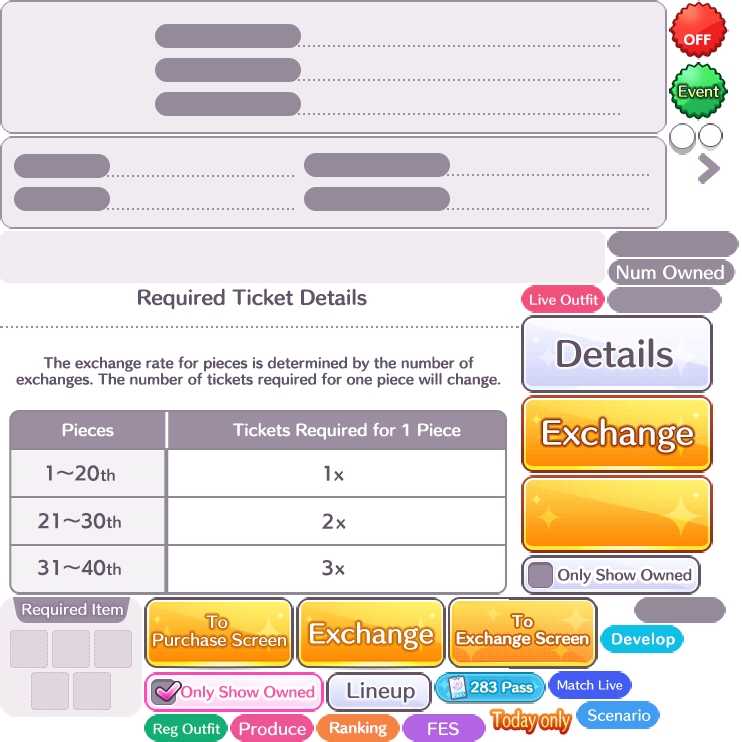 OFF
Event
Num Owned
Required Ticket Details
Live Outfit
Details
The exchange rate for pieces is determined by the number of
exchanges. The number of tickets required for one piece will change.
Exchange
Pieces
Tickets Required for 1 Piece
1～20th
1x
21～30th
2x
31～40th
3x
Only Show Owned
Required Item
To
Purchase Screen
Exchange
To
Exchange Screen
Develop
Only Show Owned
Lineup
283 Pass
Match Live
Reg Outfit
Produce
Ranking
FES
Today only
Scenario